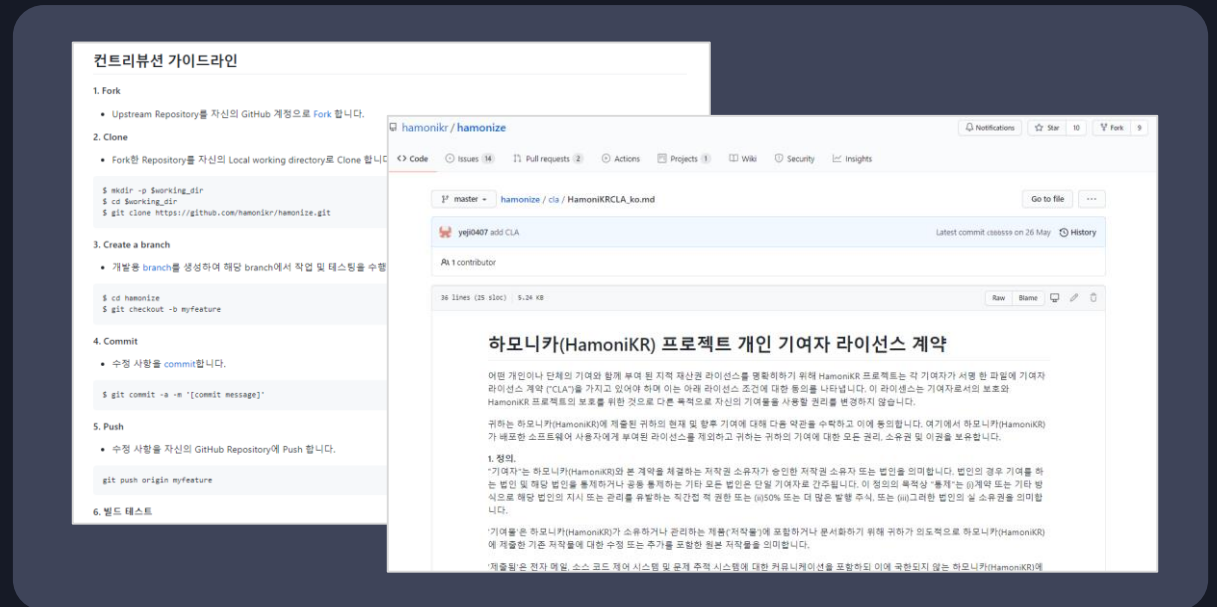 컨트리뷰션 가이드라인
1. Fork
• Upstream Repository를 자신의 GitHub 계정으로 Fork 합니다.
2. Clone
• Fork한 Repository를 자신의 Local working directory로 Clone 합니다
$ mkdir -p $working_dir
$ cd $working_dir
$ git clone https://github.com/hamonikr/hamonize.git
3. Create a branch
• 개발용 branch를 생성하여 해당 branch에서 작업 및 테스팅을 수행
$ cd hamonize
$ git checkout -b myfeature
4. Commit
• 수정 사항을 commit합니다.
$ git commit -a -m '[commit message]'
5. Push
• 수정 사항을 자신의 GitHub Repository에 Push 합니다.
git push origin myfeature
6. 빌드 테스트
hamonikr / hamonize
Notifications Star 10 Fork 9
<> Code Issues 14 Pull requests 2 Actions Projects 1 Wiki Security Insights
master hamonize / cla / HamoniKRCLA_ko.md Go to file ...
yeji0407 add CLA Latest commit on 26 May History
1 contributor
36 lines (25 sloc) 5.24 KB Raw Blame
하모니카(HamoniKR) 프로젝트 개인 기여자 라이선스 계약
어떤 개인이나 단체의 기여와 함께 부여 된 지적 재산권 라이선스를 명확히하기 위해 HamoniKR 프로젝트는 각 기여자가 서명 한 파일에 기여자
라이선스 계약 ("CLA")을 가지고 있어야 하며 이는 아래 라이선스 조건에 대한 동의를 나타냅니다. 이 라이센스는 기여자로서의 보호와
HamoniKR 프로젝트의 보호를 위한 것으로 다른 목적으로 자신의 기여물을 사용할 권리를 변경하지 않습니다.
귀하는 하모니카(HamoniKR)에 제출된 귀하의 현재 및 향후 기여에 대해 다음 약관을 수락하고 이에 동의합니다. 여기에서 하모니카(HamoniKR)
가 배포한 소프트웨어 사용자에게 부여된 라이선스를 제외하고 귀하는 귀하의 기여에 대한 모든 권리, 소유권 및 이권을 보유합니다.
1. 정의.
"기여자"는 하모니카(HamoniKR)와 본 계약을 체결하는 저작권 소유자가 승인한 저작권 소유자 또는 법인을 의미합니다. 법인의 경우 기여를 하
는 법인 및 해당 법인을 통제하거나 공동 통제하는 기타 모든 법인은 단일 기여자로 간주됩니다. 이 정의의 목적상 "통제"는 (i)계약 또는 기타 방
식으로 해당 법인의 지시 또는 관리를 유발하는 직간접 적 권한 또는 (ii)50% 또는 더 많은 발행 주식, 또는 (iii)그러한 법인의 실 소유권을 의미합
니다.
'기여물'은 하모니카(HamoniKR)가 소유하거나 관리하는 제품('저작물')에 포함하거나 문서화하기 위해 귀하가 의도적으로 하모니카(HamoniKR)
에 제출한 기존 저작물에 대한 수정 또는 추가를 포함한 원본 저작물을 의미합니다.
'제출됨'은 전자 메일, 소스 코드 제어 시스템 및 문제 추적 시스템에 대한 커뮤니케이션을 포함하되 이에 국한되지 않는 하모니카(HamoniKR)에